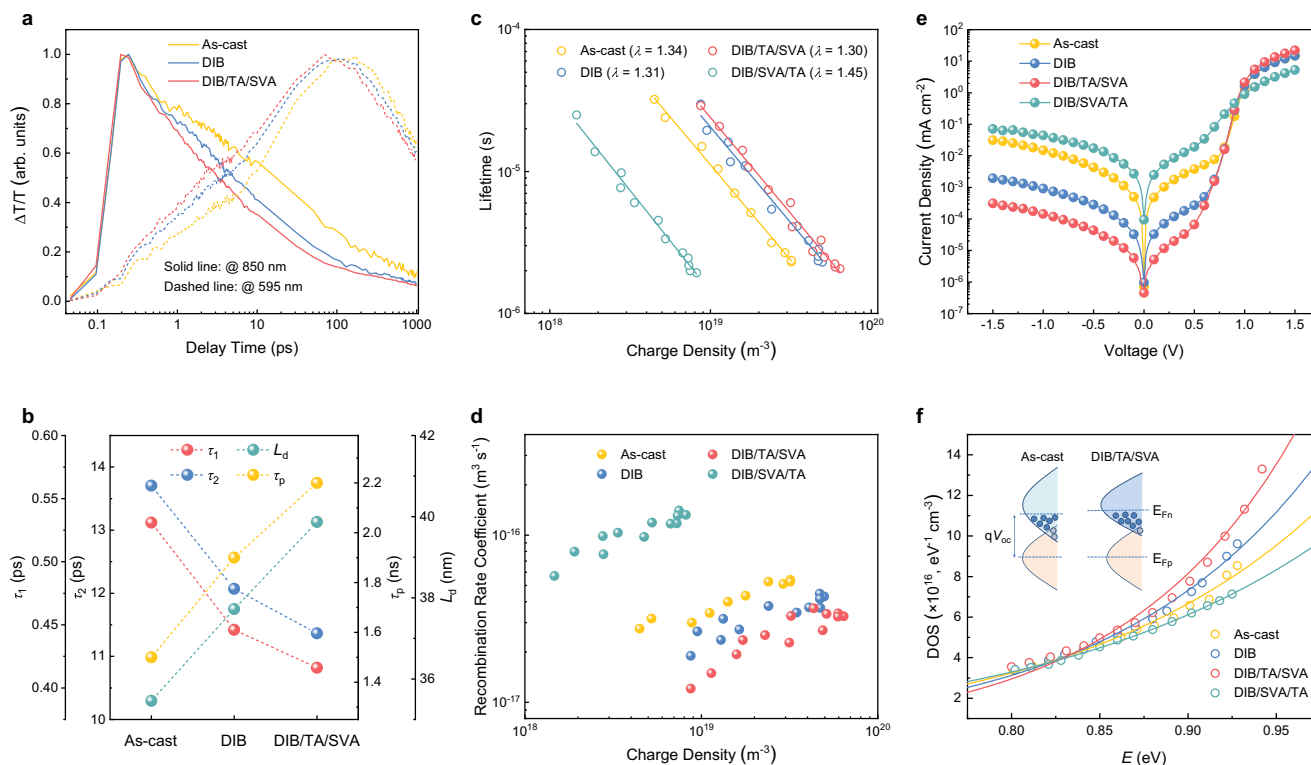 a
ΔT/T (arb. units)
1.0
0.8
0.6
0.4
0.2
0.0
As-cast
DIB
DIB/TA/SVA
Solid line: @ 850 nm
Dashed line: @ 595 nm
0.1 1 10 100 1000
Delay Time (ps)
c
Lifetime (s)
10⁻⁴
10⁻⁵
10⁻⁶
As-cast (λ = 1.34) DIB/TA/SVA (λ = 1.30)
DIB (λ = 1.31) DIB/SVA/TA (λ = 1.45)
10¹⁸ 10¹⁹ 10²⁰
Charge Density (m⁻³)
e
Current Density (mA cm⁻²)
10⁴
10³
10²
10¹
10⁰
10⁻¹
10⁻²
10⁻³
10⁻⁴
10⁻⁵
10⁻⁶
10⁻⁷
As-cast
DIB
DIB/TA/SVA
DIB/SVA/TA
-1.5 -1.0 -0.5 0.0 0.5 1.0 1.5
Voltage (V)
b
τ₁ (ps)
0.60
0.55
0.50
0.45
0.40
τ₂ (ps)
14
13
12
11
10
τ₁ L_d
τ₂ τ_p
2.2
2.0
1.8
1.6
1.4
τ_p (ns)
42
40
38
36
L_d (nm)
As-cast DIB DIB/TA/SVA
d
Recombination Rate Coefficient (m³ s⁻¹)
10⁻¹⁶
10⁻¹⁷
As-cast DIB/TA/SVA
DIB DIB/SVA/TA
10¹⁸ 10¹⁹ 10²⁰
Charge Density (m⁻³)
f
DOS (×10¹⁶, eV⁻¹ cm⁻³)
14
12
10
8
6
4
2
As-cast DIB/TA/SVA
E_Fn
qV_oc
E_Fp
As-cast
DIB
DIB/TA/SVA
DIB/SVA/TA
0.80 0.85 0.90 0.95
E (eV)